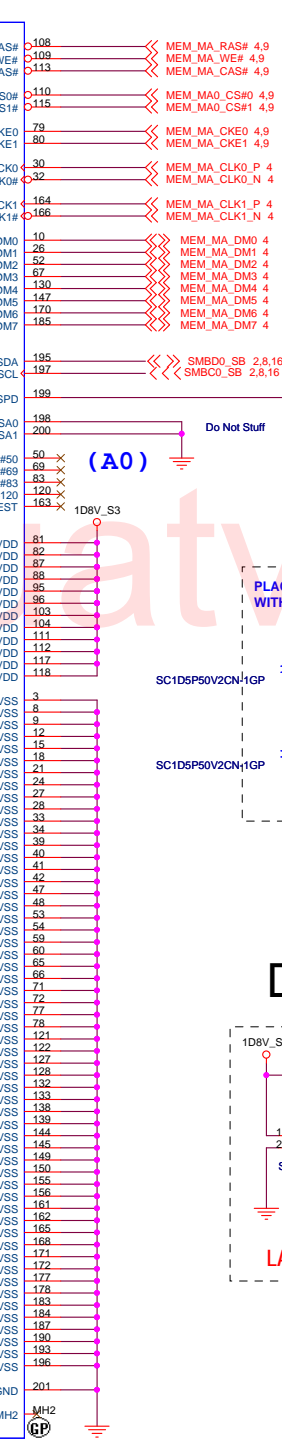 AS# 108 MEM_MA_RAS# 4,9
WE# 109 MEM_MA_WE# 4,9
AS# 113 MEM_MA_CAS# 4,9
S0# 110 MEM_MA0_CS#0 4,9
S1# 115 MEM_MA0_CS#1 4,9
CKE0 79 MEM_MA_CKE0 4,9
CKE1 80 MEM_MA_CKE1 4,9
CK0 30 MEM_MA_CLK0_P 4
LK0# 32 MEM_MA_CLK0_N 4
CK1 164 MEM_MA_CLK1_P 4
LK1# 166 MEM_MA_CLK1_N 4
DM0 10 MEM_MA_DM0 4
DM1 26 MEM_MA_DM1 4
DM2 52 MEM_MA_DM2 4
DM3 67 MEM_MA_DM3 4
DM4 130 MEM_MA_DM4 4
DM5 147 MEM_MA_DM5 4
DM6 170 MEM_MA_DM6 4
DM7 185 MEM_MA_DM7 4
SDA 195 SMBD0_SB 2,8,16
SCL 197 SMBC0_SB 2,8,16
SPD 199
SA0 198
SA1 200
Do Not Stuff
#50 50
#69 69
#83 83
120 120
EST 163
(A0)
1D8V_S3
VDD 81
VDD 82
VDD 87
VDD 88
VDD 95
VDD 96
VDD 103
VDD 104
VDD 111
VDD 112
VDD 117
VDD 118
atv
PLAC
WITH
SC1D5P50V2CN-1GP
SC1D5P50V2CN-1GP
VSS 3
VSS 8
VSS 9
VSS 12
VSS 15
VSS 18
VSS 21
VSS 24
VSS 27
VSS 28
VSS 33
VSS 34
VSS 39
VSS 40
VSS 41
VSS 42
VSS 47
VSS 48
VSS 53
VSS 54
VSS 59
VSS 60
VSS 65
VSS 66
VSS 71
VSS 72
VSS 77
VSS 78
VSS 121
VSS 122
VSS 127
VSS 128
VSS 132
VSS 133
VSS 138
VSS 139
VSS 144
VSS 145
VSS 149
VSS 150
VSS 155
VSS 156
VSS 161
VSS 162
VSS 165
VSS 168
VSS 171
VSS 172
VSS 177
VSS 178
VSS 183
VSS 184
VSS 187
VSS 190
VSS 193
VSS 196
GND 201
MH2 MH2
GP
1D8V_S
1
2
LA